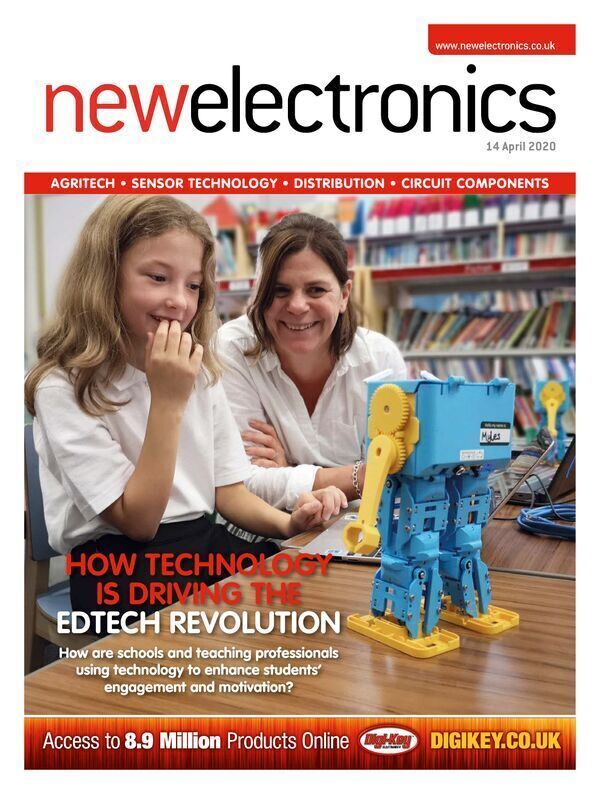 www.newelectronics.co.uk
newelectronics
14 April 2020
AGRITECH • SENSOR TECHNOLOGY • DISTRIBUTION • CIRCUIT COMPONENTS
Myles
HOW TECHNOLOGY
IS DRIVING THE
EDTECH REVOLUTION
How are schools and teaching professionals
using technology to enhance students’
engagement and motivation?
Access to 8.9 Million Products Online Digi-Key ELECTRONICS DIGIKEY.CO.UK